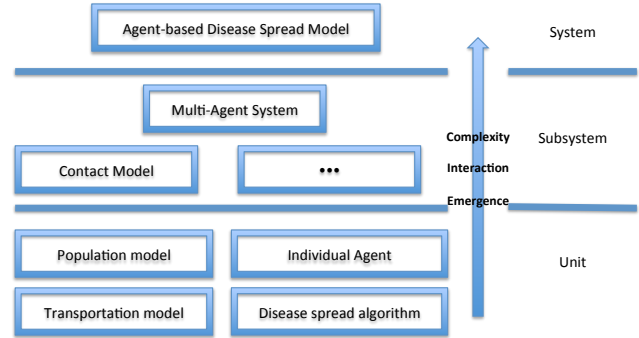 Agent-based Disease Spread Model
System
Multi-Agent System
Complexity
Subsystem
Contact Model
•••
Interaction
Emergence
Population model
Individual Agent
Unit
Transportation model
Disease spread algorithm